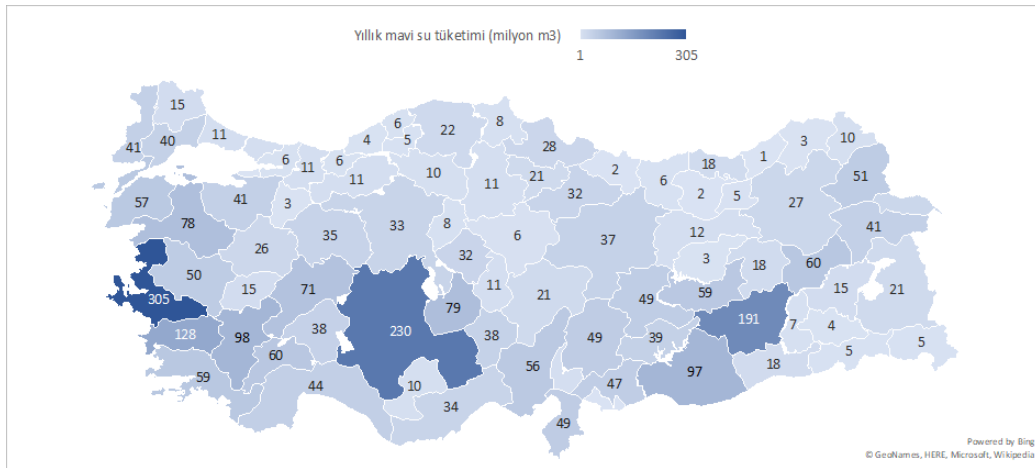 Yıllık mavi su tüketimi (milyon m3)
1 305
15
6 8
41 40 11 4 5 22 28 3 10
6 11 6 2 18 1
11 10 11 21 6 2 5 51
57 41 3 32 27
78 8 12 41
26 35 33 6 37
50 32 3 18 60
15 71 11 21 59 15 21
305 79 49
128 98 38 230 38 49 39 191 7 4
60 5 5
59 44 10 56 47 97 18
34
49
Powered by Bing
© GeoNames, HERE, Microsoft, Wikipedia